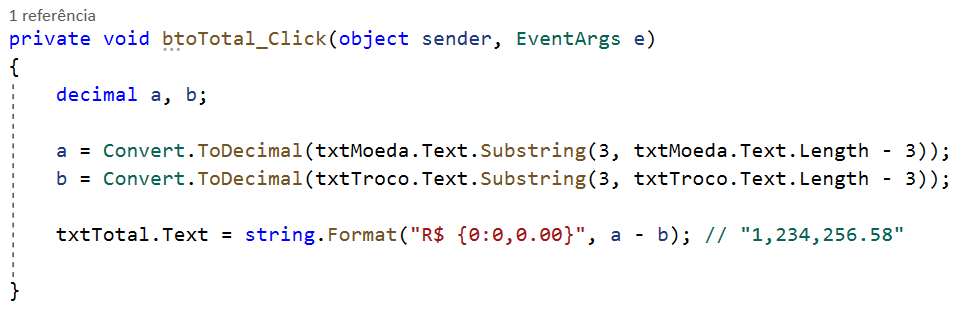 1 referência
private void btoTotal_Click(object sender, EventArgs e)
{
decimal a, b;
a = Convert.ToDecimal(txtMoeda.Text.Substring(3, txtMoeda.Text.Length - 3));
b = Convert.ToDecimal(txtTroco.Text.Substring(3, txtTroco.Text.Length - 3));
txtTotal.Text = string.Format("R$ {0:0,0.00}", a - b); // "1,234,256.58"
}